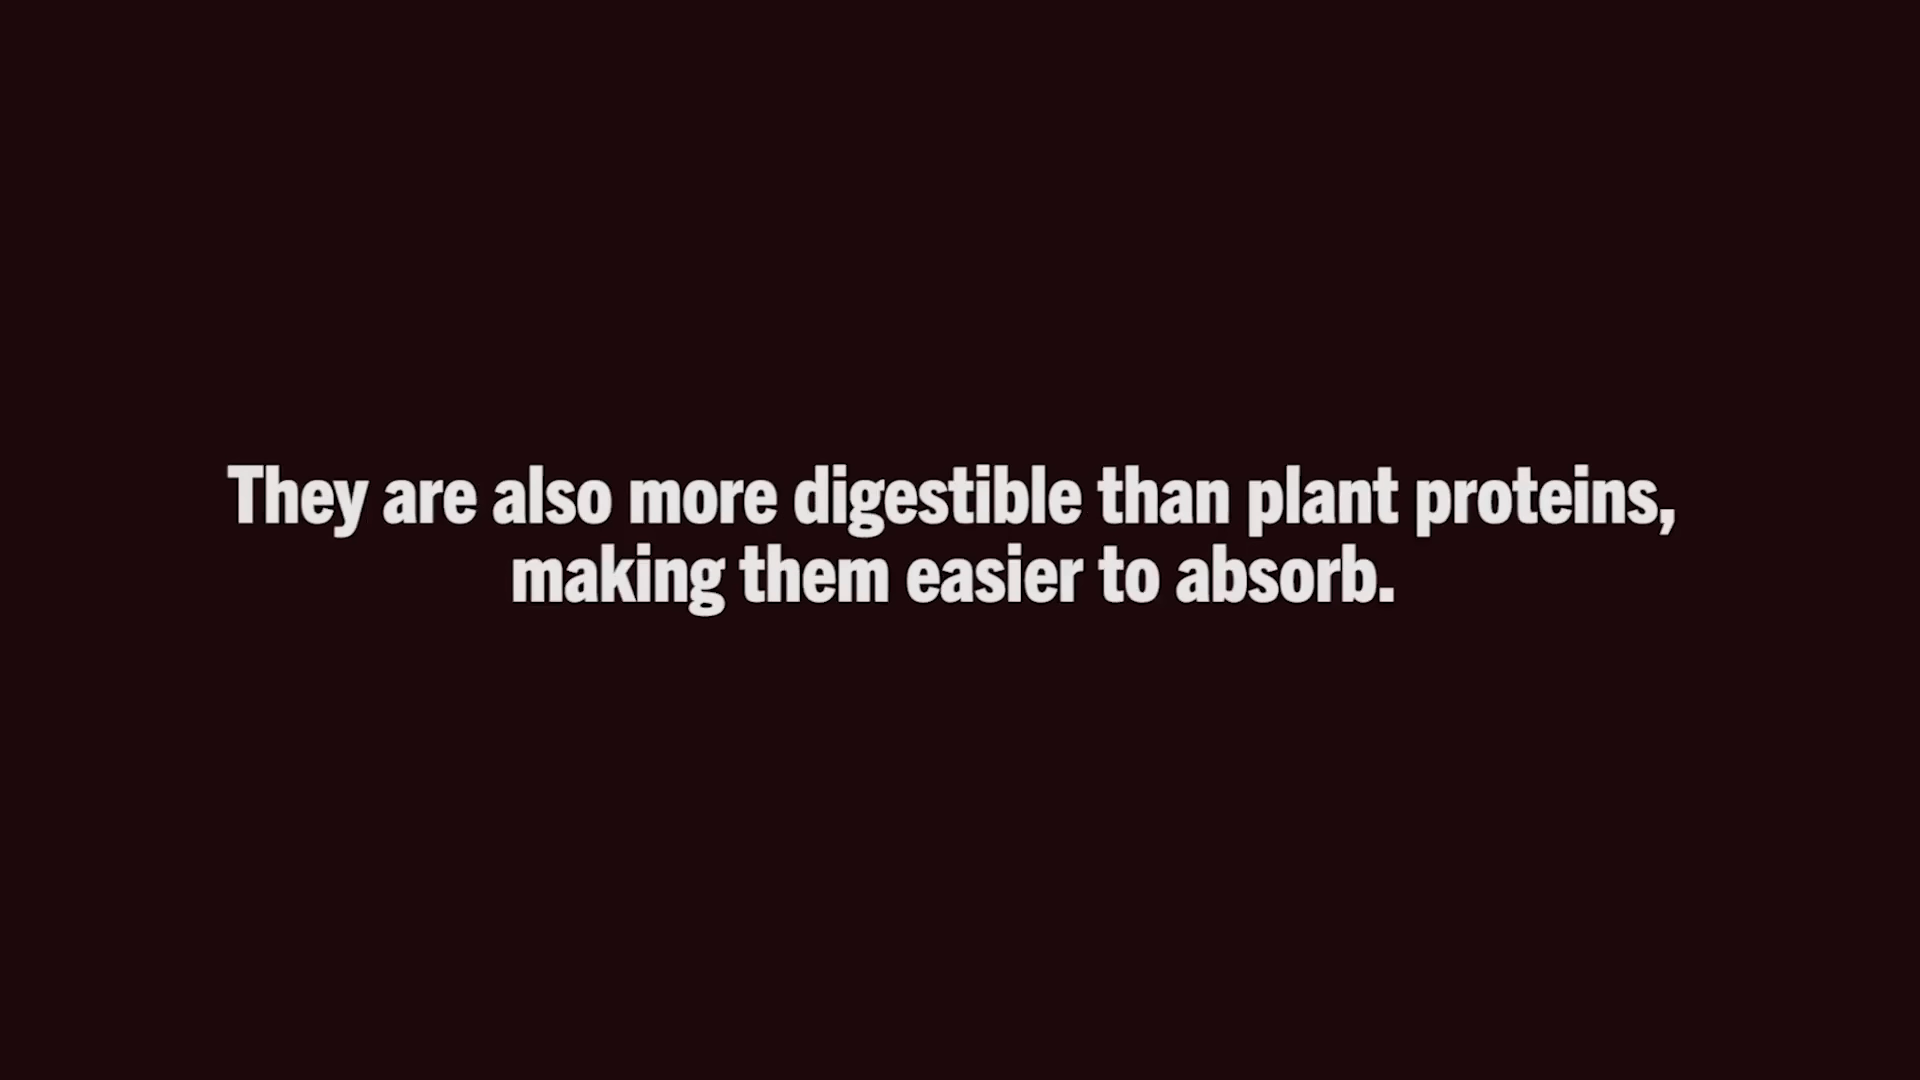 They are also more digestible than plant proteins,
making them easier to absorb.